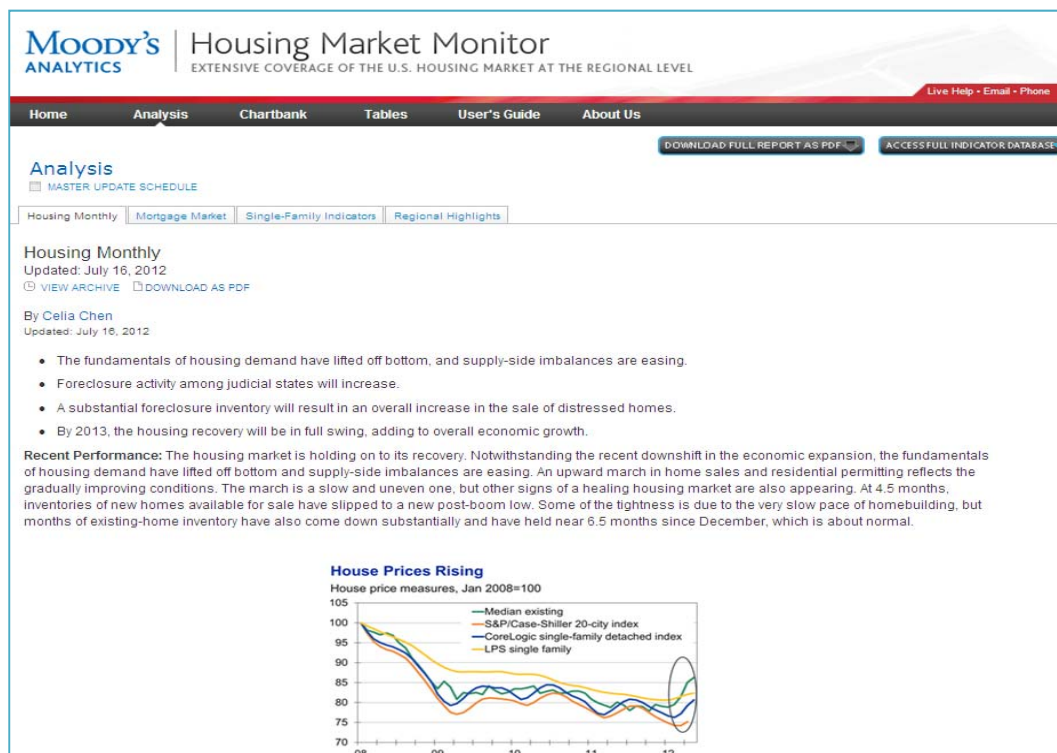 MOODY'S
ANALYTICS
Housing Market Monitor
EXTENSIVE COVERAGE OF THE U.S. HOUSING MARKET AT THE REGIONAL LEVEL
Live Help - Email - Phone
Home Analysis Chartbank Tables User's Guide About Us
DOWNLOAD FULL REPORT AS PDF ACCESS FULL INDICATOR DATABASE
Analysis
MASTER UPDATE SCHEDULE
Housing Monthly Mortgage Market Single-Family Indicators Regional Highlights
Housing Monthly
Updated: July 16, 2012
VIEW ARCHIVE DOWNLOAD AS PDF
By Celia Chen
Updated: July 16, 2012
• The fundamentals of housing demand have lifted off bottom, and supply-side imbalances are easing.
• Foreclosure activity among judicial states will increase.
• A substantial foreclosure inventory will result in an overall increase in the sale of distressed homes.
• By 2013, the housing recovery will be in full swing, adding to overall economic growth.
Recent Performance: The housing market is holding on to its recovery. Notwithstanding the recent downshift in the economic expansion, the fundamentals
of housing demand have lifted off bottom and supply-side imbalances are easing. An upward march in home sales and residential permitting reflects the
gradually improving conditions. The march is a slow and uneven one, but other signs of a healing housing market are also appearing. At 4.5 months,
inventories of new homes available for sale have slipped to a new post-boom low. Some of the tightness is due to the very slow pace of homebuilding, but
months of existing-home inventory have also come down substantially and have held near 6.5 months since December, which is about normal.
House Prices Rising
House price measures, Jan 2008=100
105
100
95
90
85
80
75
70
Median existing
S&P/Case-Shiller 20-city index
CoreLogic single-family detached index
LPS single family
08 09 10 11 12